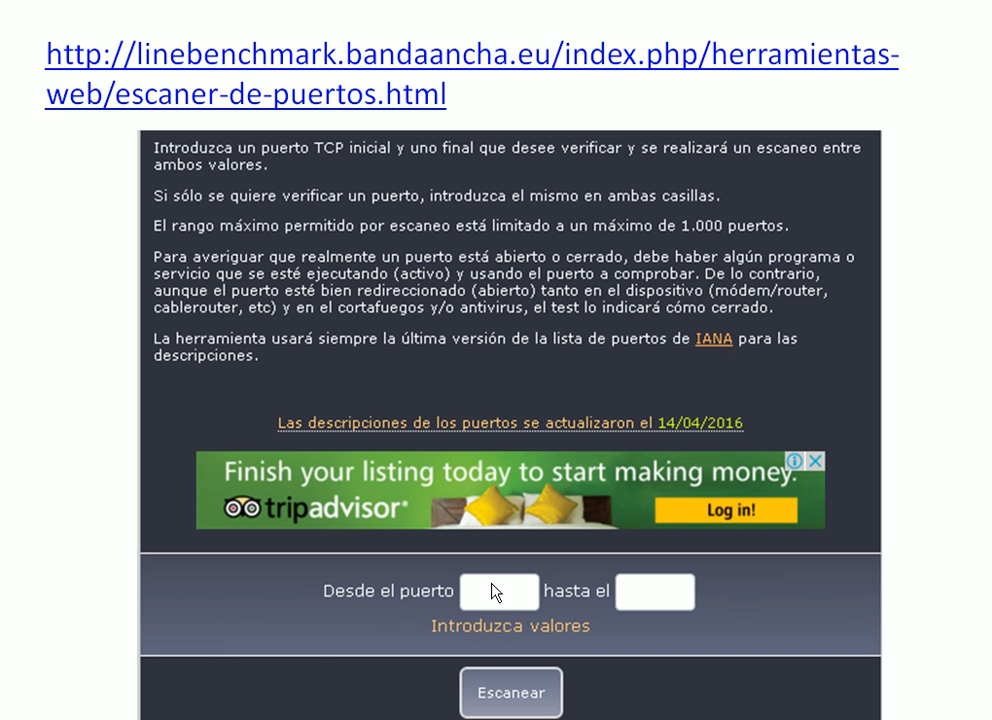 http://linebenchmark.bandaancha.eu/index.php/herramientas-
web/escaner-de-puertos.html
Introduzca un puerto TCP inicial y uno final que desee verificar y se realizará un escaneo entre
ambos valores.
Si sólo se quiere verificar un puerto, introduzca el mismo en ambas casillas.
El rango máximo permitido por escaneo está limitado a un máximo de 1.000 puertos.
Para averiguar que realmente un puerto está abierto o cerrado, debe haber algún programa o
servicio que se esté ejecutando (activo) y usando el puerto a comprobar. De lo contrario,
aunque el puerto esté bien redireccionado (abierto) tanto en el dispositivo (módem/router,
cablerouter, etc) y en el cortafuegos y/o antivirus, el test lo indicará cómo cerrado.
La herramienta usará siempre la última versión de la lista de puertos de IANA para las
descripciones.
Las descripciones de los puertos se actualizaron el 14/04/2016
Finish your listing today to start making money.
tripadvisor®
Log in!
Desde el puerto hasta el
Introduzca valores
Escanear